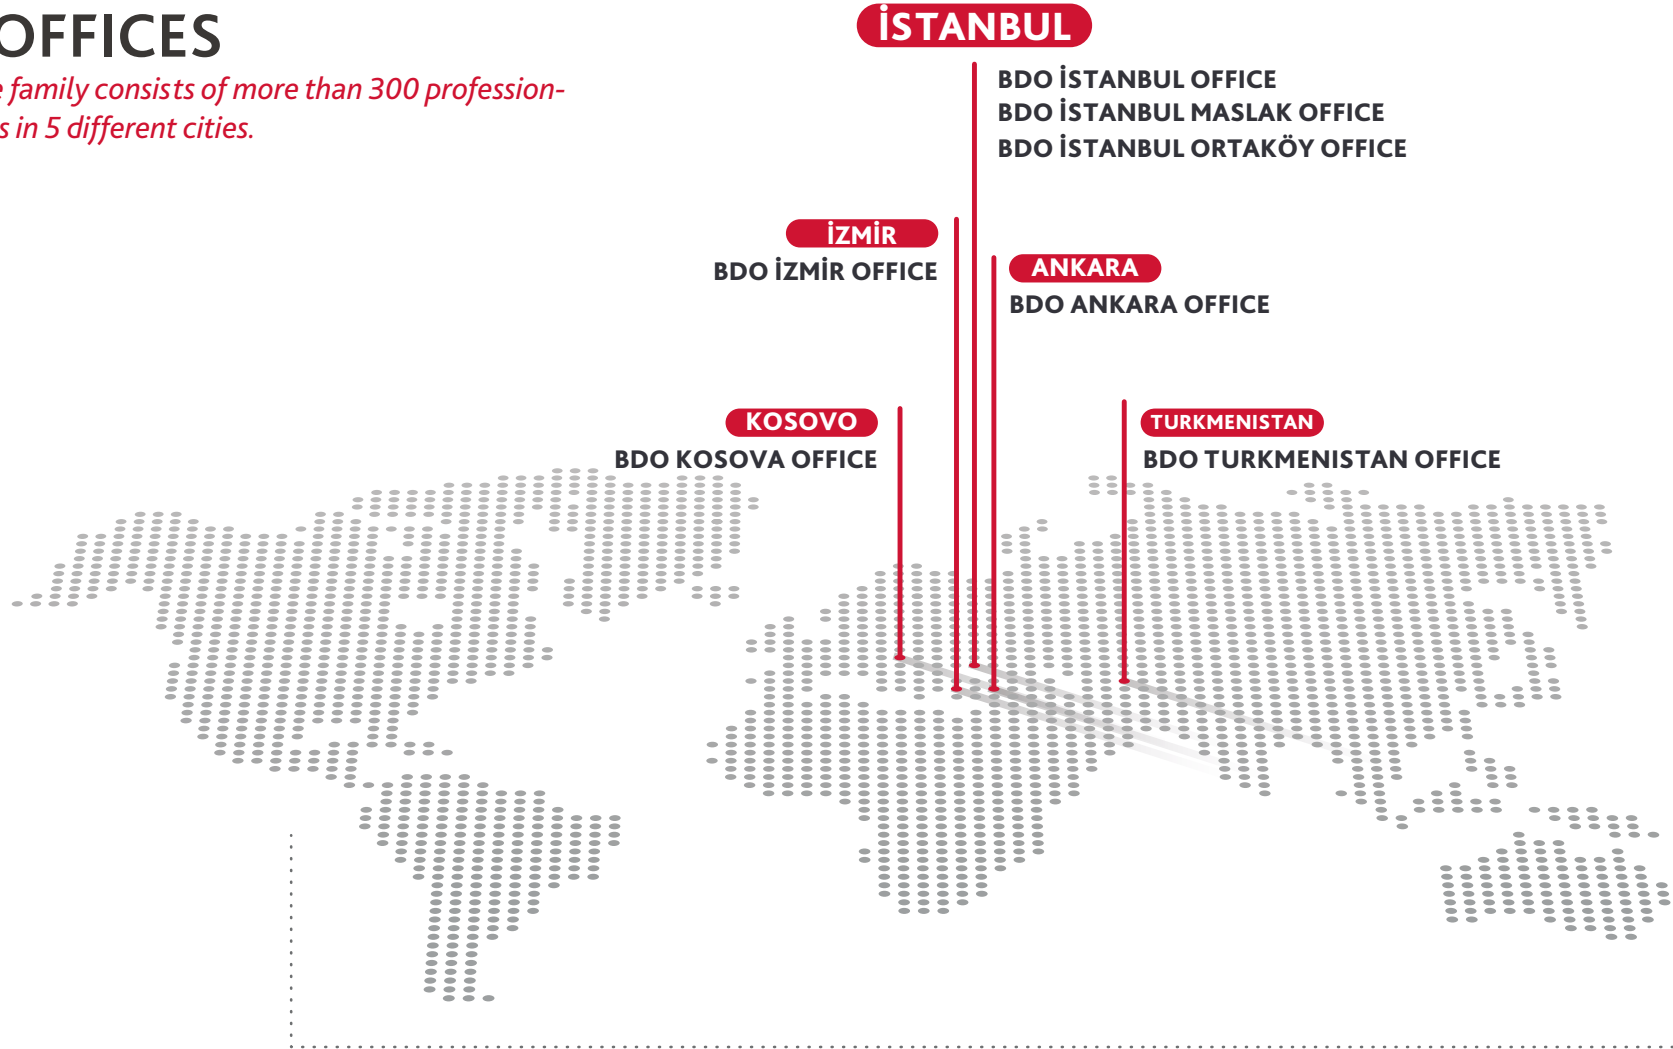 OFFICES
e family consists of more than 300 profession-
s in 5 different cities.
İSTANBUL
BDO İSTANBUL OFFICE
BDO İSTANBUL MASLAK OFFICE
BDO İSTANBUL ORTAKÖY OFFICE
İZMİR
BDO İZMİR OFFICE
ANKARA
BDO ANKARA OFFICE
KOSOVO
BDO KOSOVA OFFICE
TURKMENISTAN
BDO TURKMENISTAN OFFICE